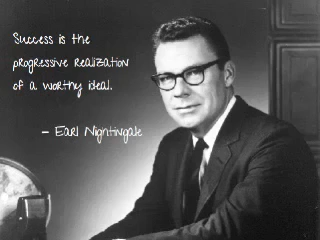 Success is the
progressive realization
of a worthy ideal.
- Earl Nightingale